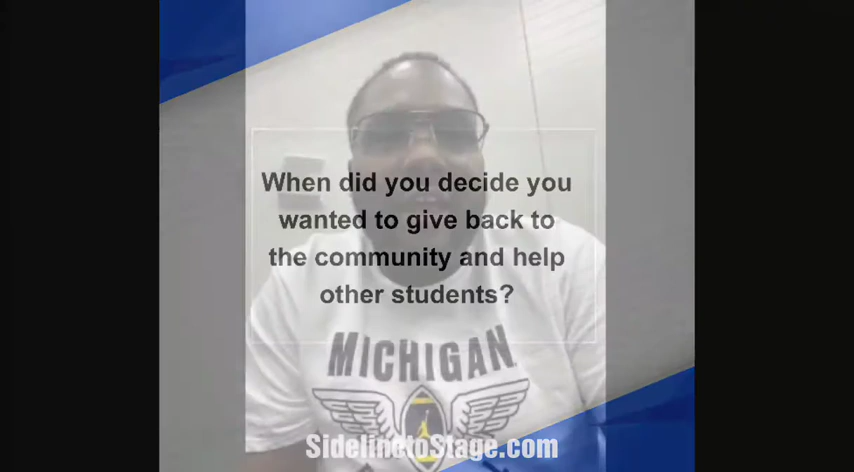 When did you decide you
wanted to give back to
the community and help
other students?
MICHIGAN
SidelinetoStage.com